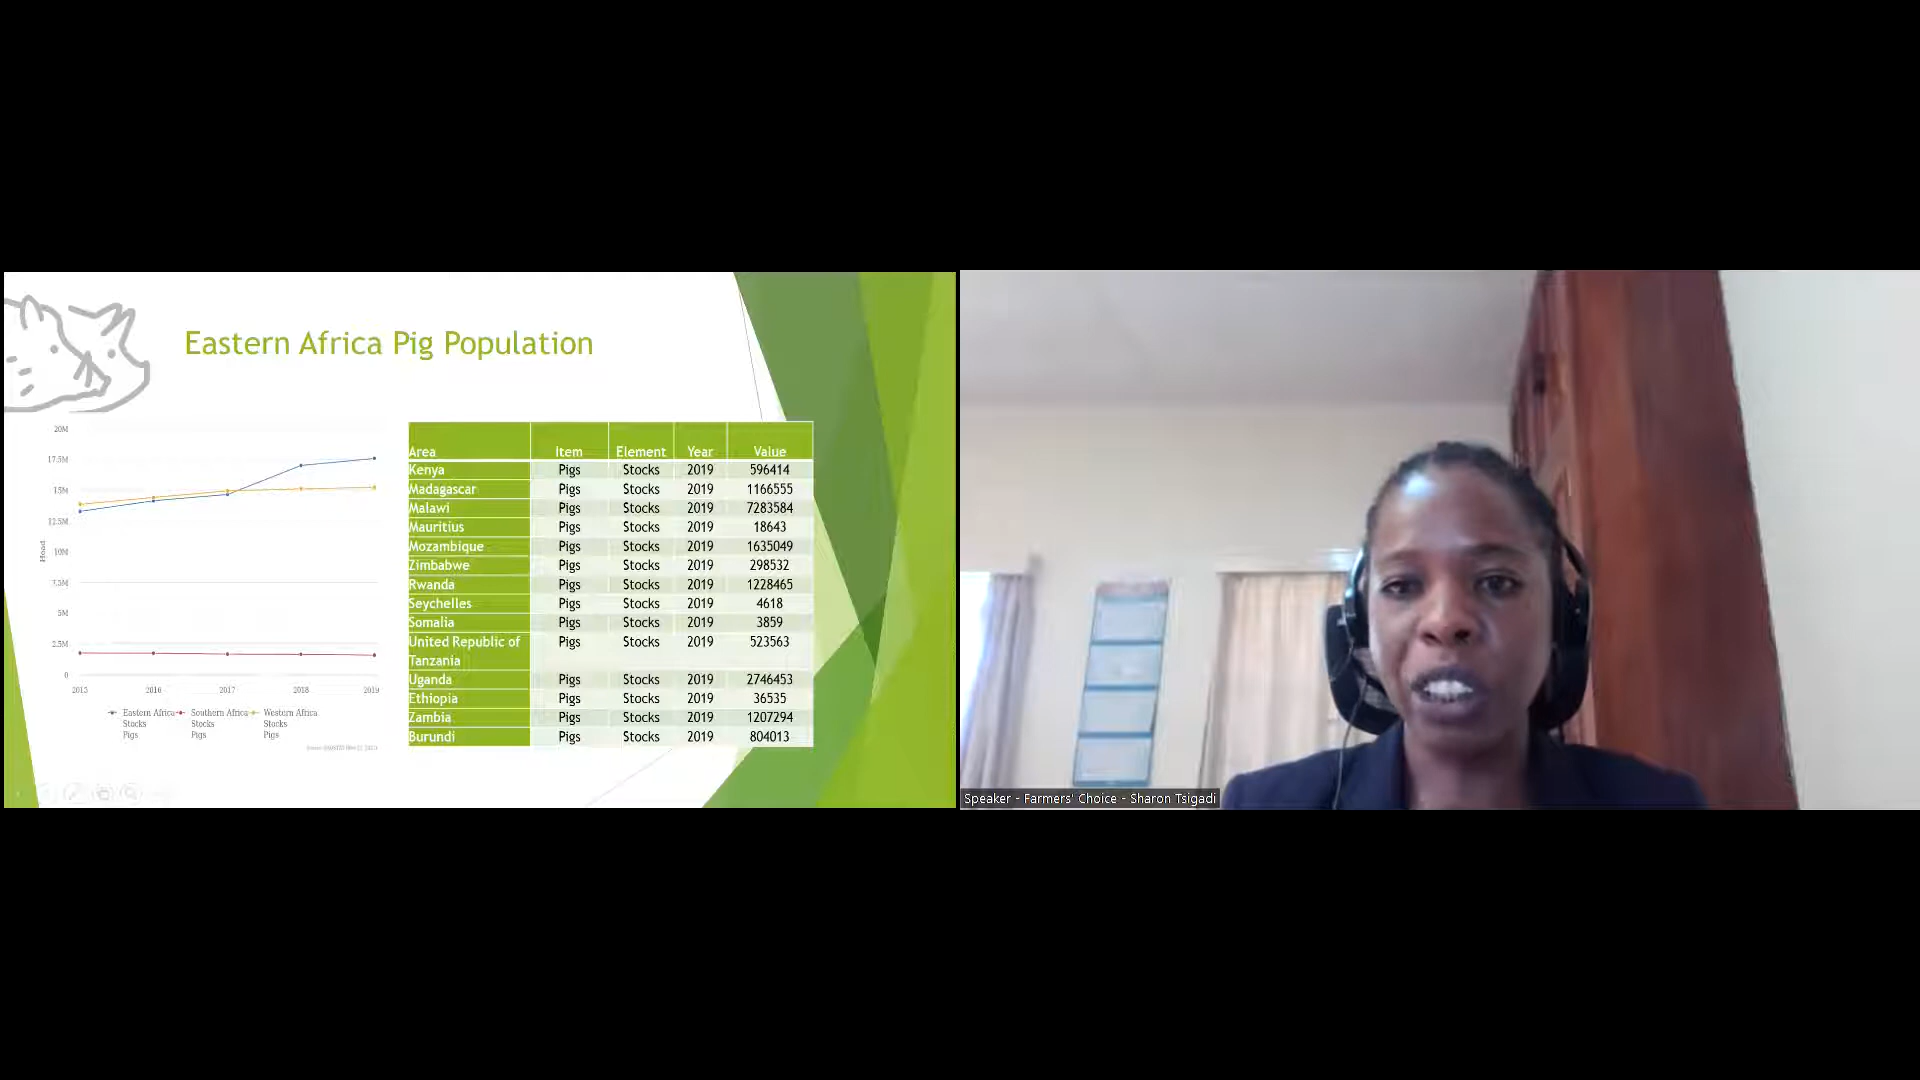 Eastern Africa Pig Population
20M
17.5M
15M
12.5M
10M
7.5M
5M
2.5M
0
Head
2015 2016 2017 2018 2019
Eastern Africa Southern Africa Western Africa
Stocks Stocks Stocks
Pigs Pigs Pigs
Area Item Element Year Value
Kenya Pigs Stocks 2019 596414
Madagascar Pigs Stocks 2019 1166555
Malawi Pigs Stocks 2019 7283584
Mauritius Pigs Stocks 2019 18643
Mozambique Pigs Stocks 2019 1635049
Zimbabwe Pigs Stocks 2019 298532
Rwanda Pigs Stocks 2019 1228465
Seychelles Pigs Stocks 2019 4618
Somalia Pigs Stocks 2019 3859
United Republic of Pigs Stocks 2019 523563
Tanzania
Uganda Pigs Stocks 2019 2746453
Ethiopia Pigs Stocks 2019 36535
Zambia Pigs Stocks 2019 1207294
Burundi Pigs Stocks 2019 804013
Speaker - Farmers' Choice - Sharon Tsigadi